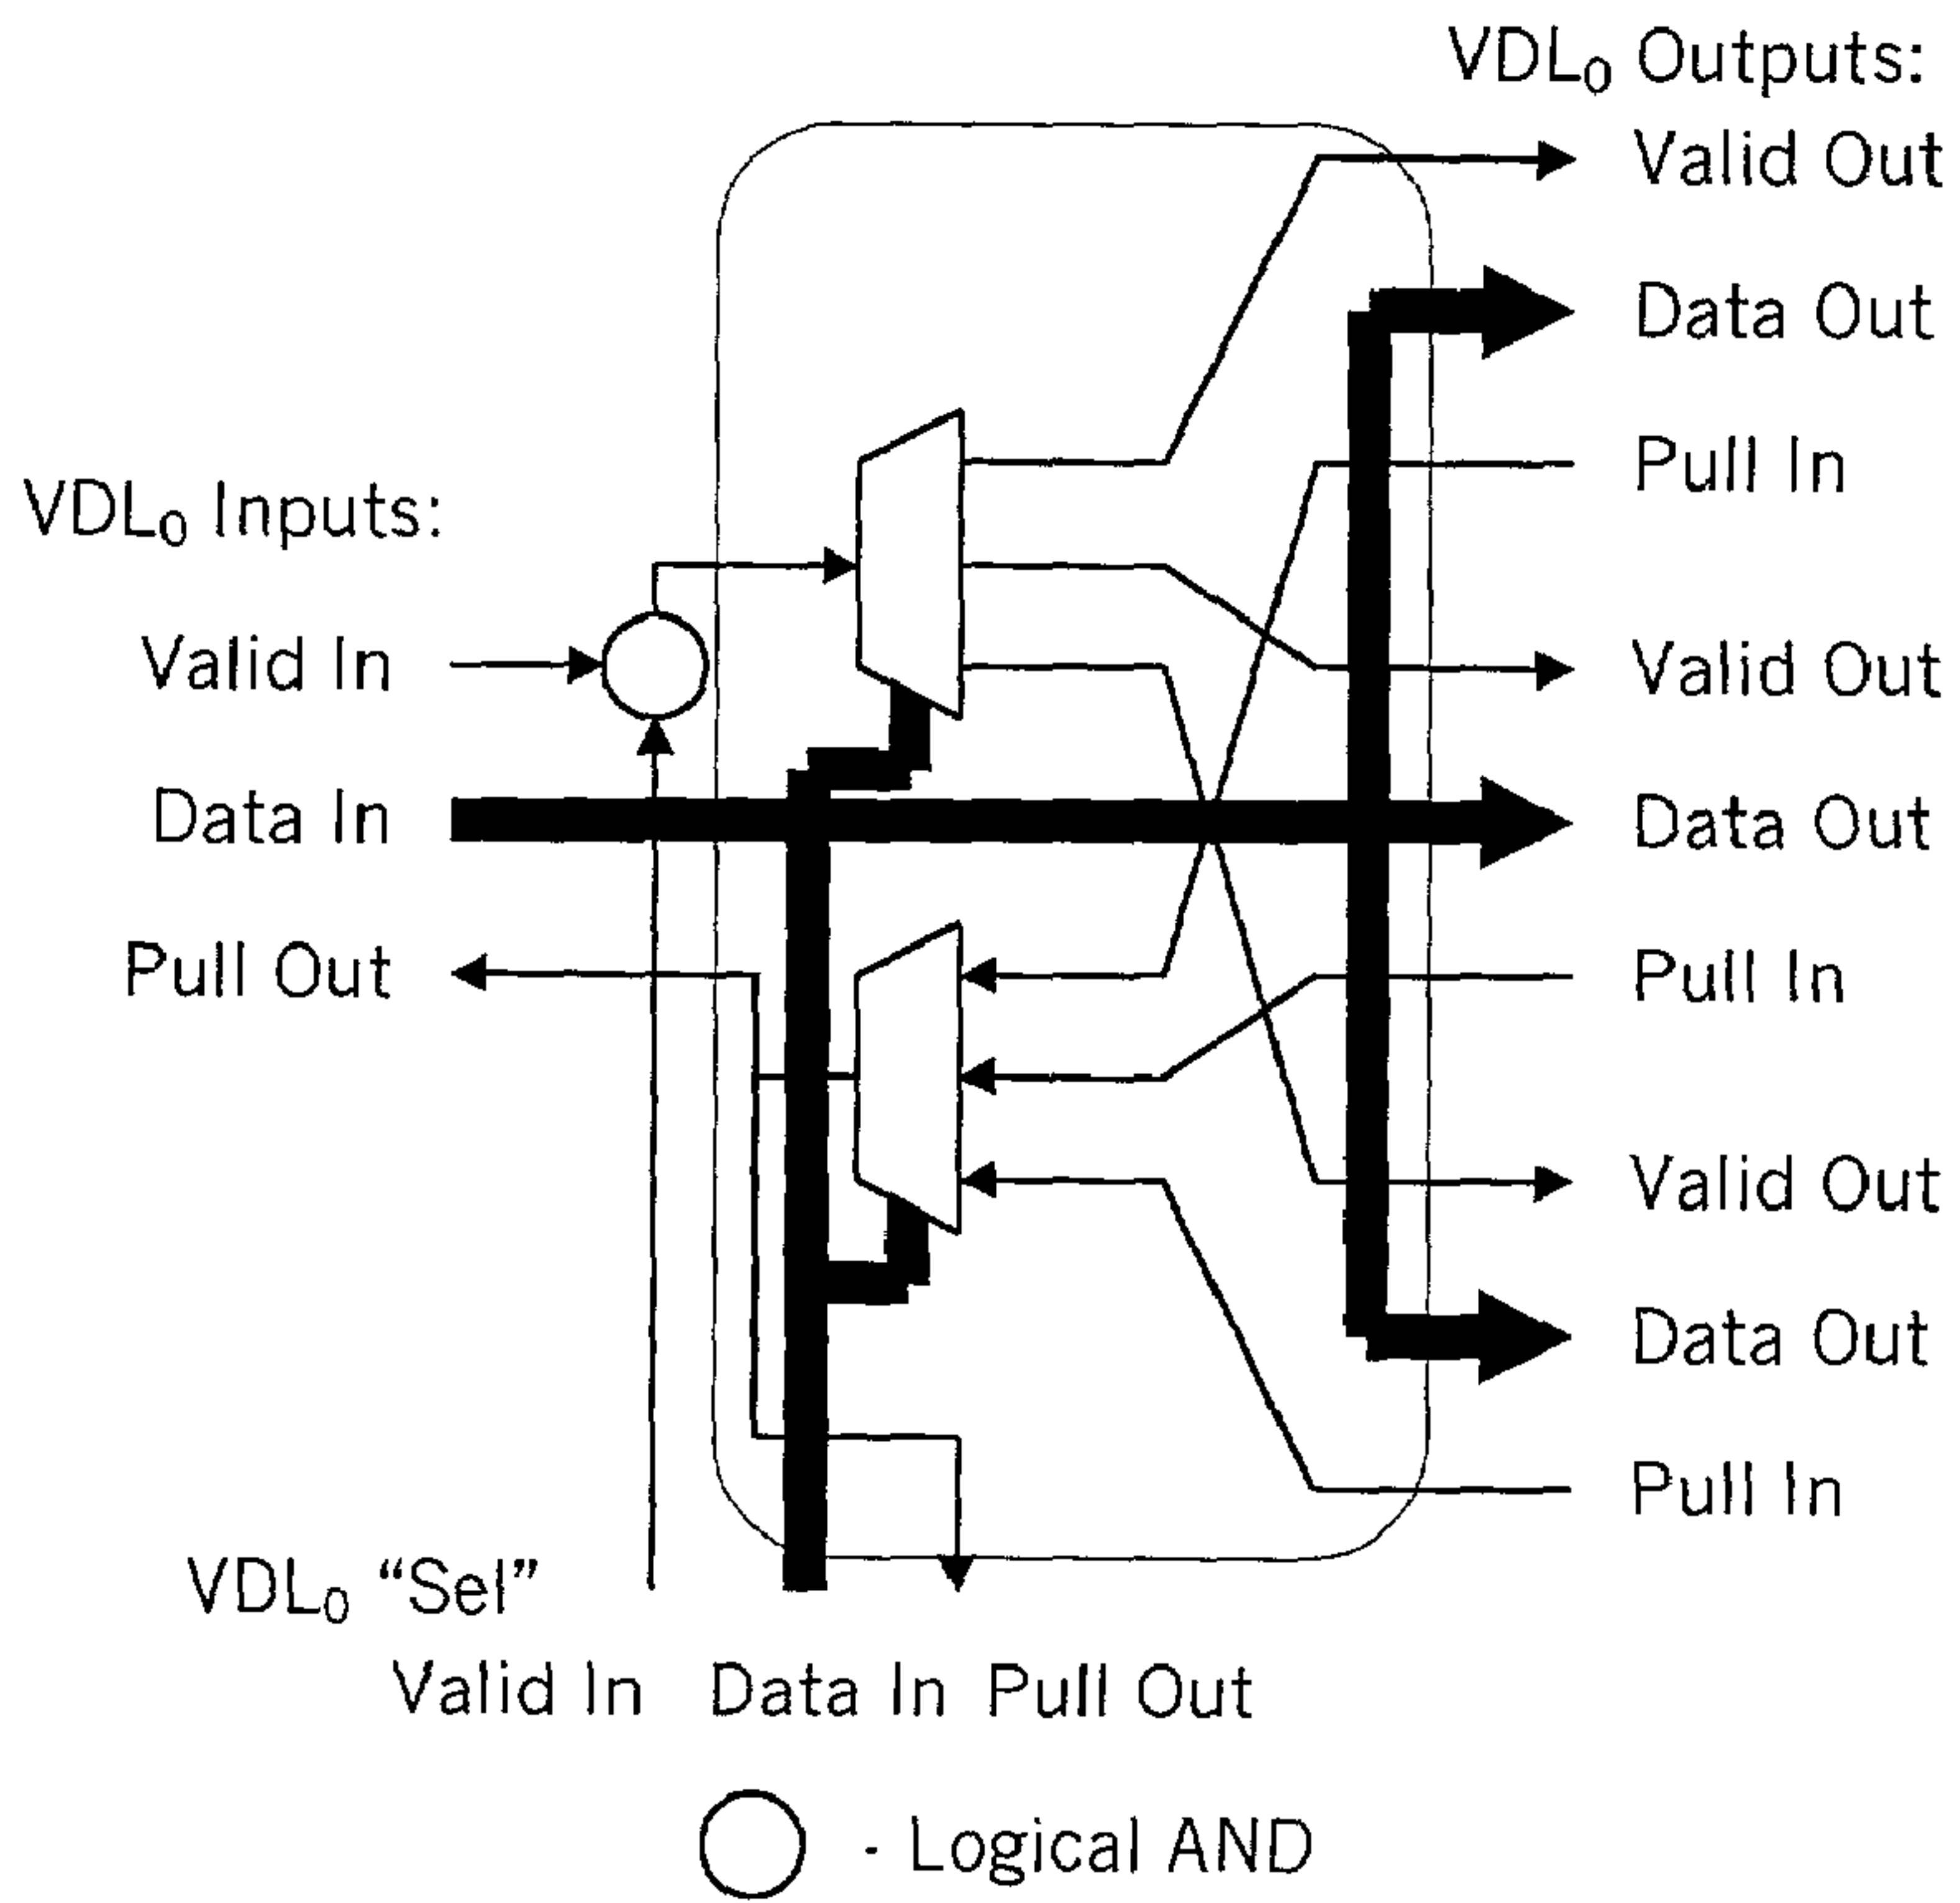 VDL₀ Outputs:
Valid Out
Data Out
Pull In
VDL₀ Inputs:
Valid In
Valid Out
Data In
Data Out
Pull Out
Pull In
Valid Out
Data Out
Pull In
VDL₀ “Sel”
Valid In Data In Pull Out
- Logical AND